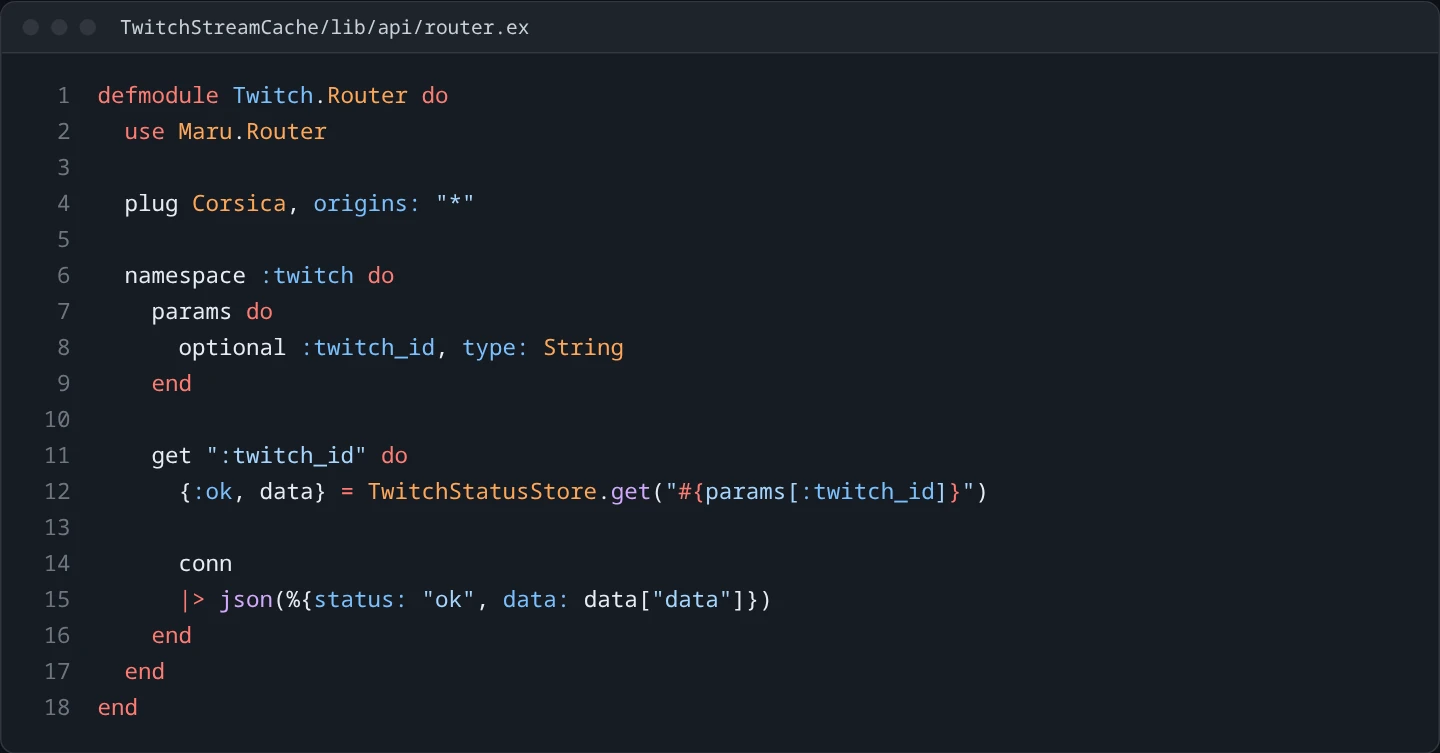 TwitchStreamCache/lib/api/router.ex
1 defmodule Twitch.Router do
2   use Maru.Router
3
4   plug Corsica, origins: "*"
5
6   namespace :twitch do
7     params do
8       optional :twitch_id, type: String
9     end
10
11     get ":twitch_id" do
12       {:ok, data} = TwitchStatusStore.get("#{params[:twitch_id]}")
13
14       conn
15       |> json(%{status: "ok", data: data["data"]})
16     end
17   end
18 end